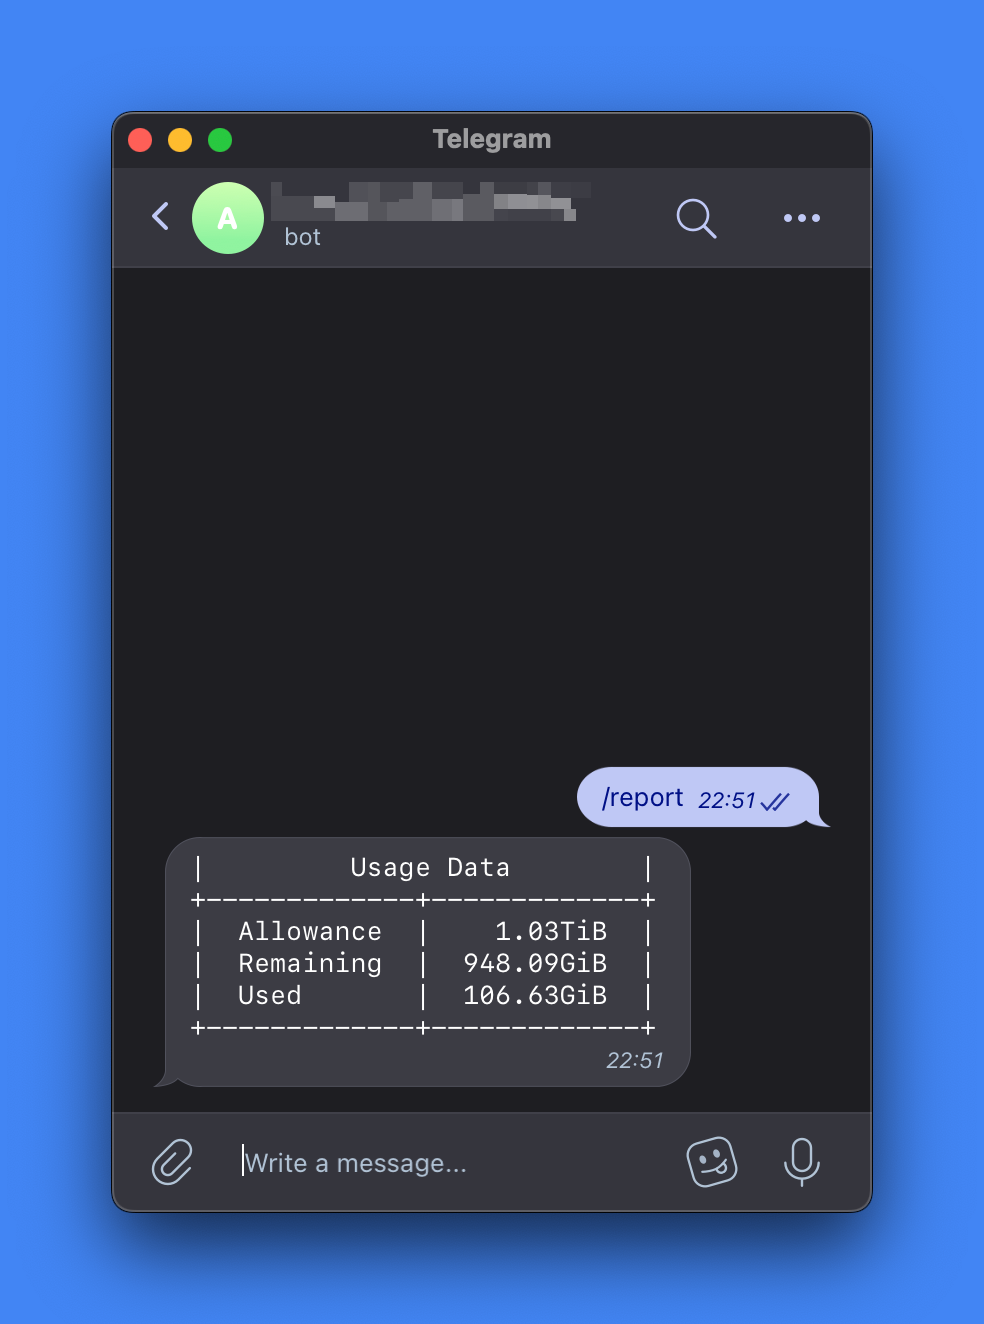 Telegram
A
bot
/report 22:51
| Usage Data |
+-------------+-------------+
| Allowance | 1.03TiB |
| Remaining | 948.09GiB |
| Used | 106.63GiB |
+-------------+-------------+
22:51
Write a message...